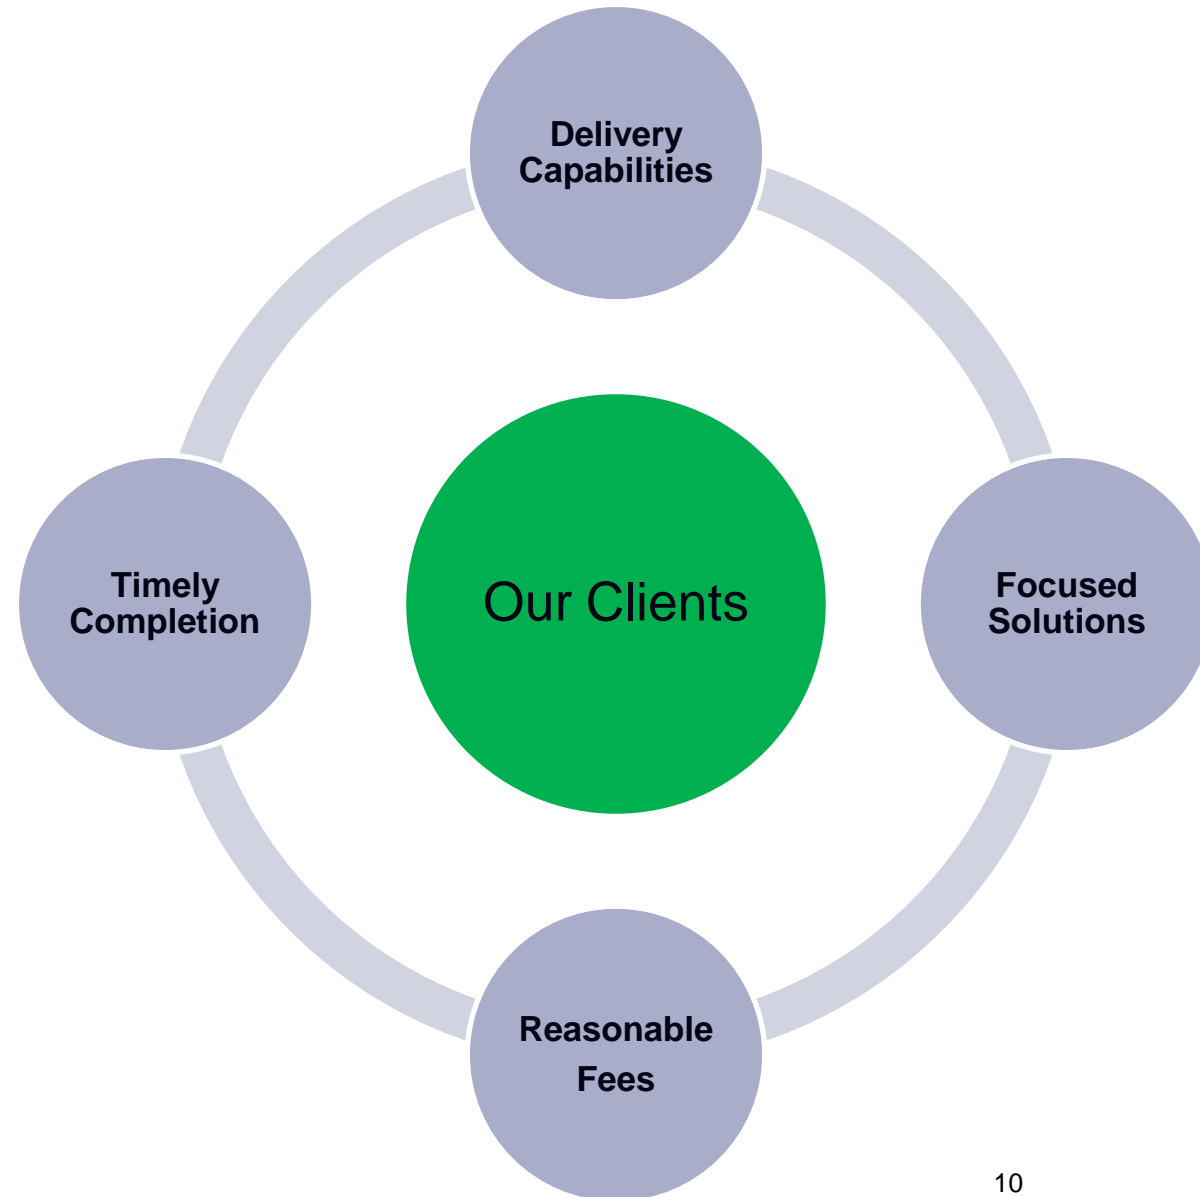 Delivery
Capabilities
Timely
Completion
Our Clients
Focused
Solutions
Reasonable
Fees
10